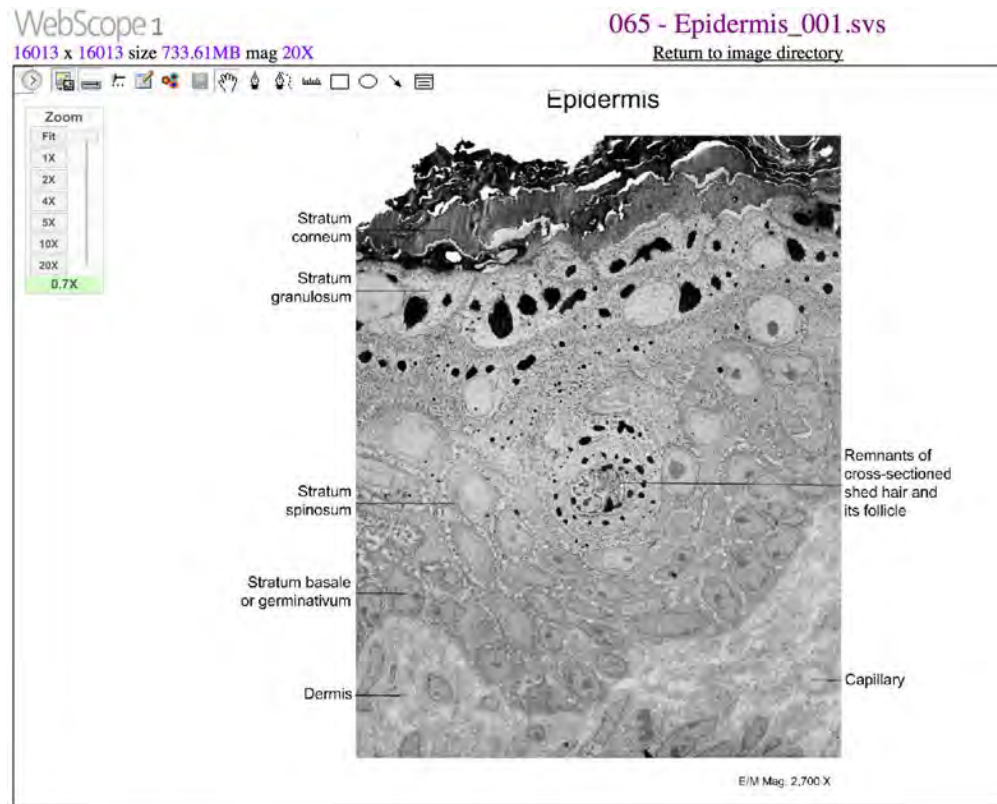 WebScope 1
065 - Epidermis_001.svs
16013 x 16013 size 733.61MB mag 20X
Return to image directory
Epidermis
Zoom
Fit
1X
2X
4X
5X
10X
20X
0.7X
Stratum
corneum
Stratum
granulosum
Stratum
spinosum
Stratum basale
or germinativum
Dermis
Remnants of
cross-sectioned
shed hair and
its follicle
Capillary
E/M Mag. 2,700 X